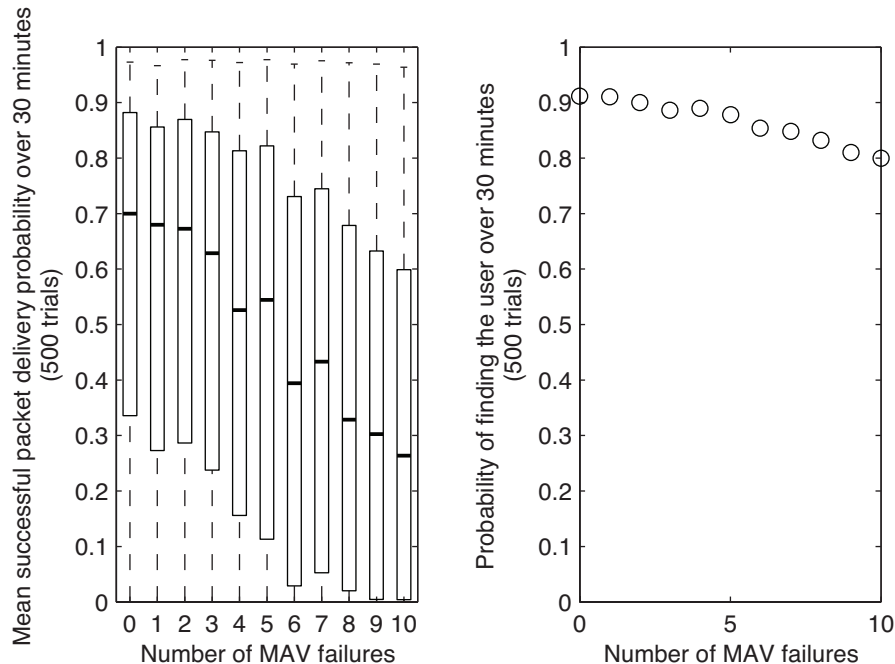 Mean successful packet delivery probability over 30 minutes
(500 trials)
1
0.9
0.8
0.7
0.6
0.5
0.4
0.3
0.2
0.1
0
0 1 2 3 4 5 6 7 8 9 10
Number of MAV failures
Probability of finding the user over 30 minutes
(500 trials)
1
0.9
0.8
0.7
0.6
0.5
0.4
0.3
0.2
0.1
0
0 5 10
Number of MAV failures